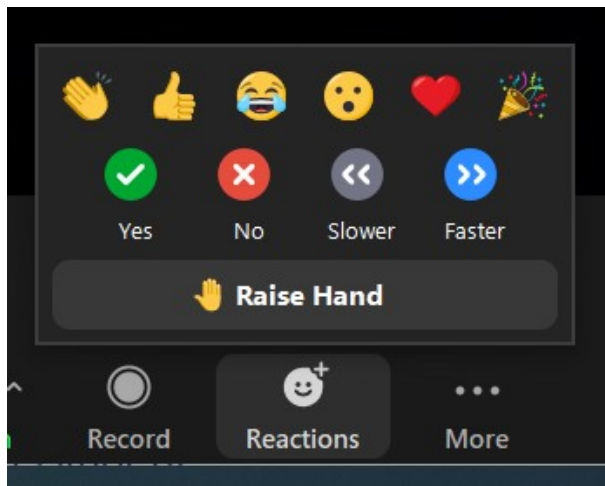 Yes No Slower Faster
Raise Hand
Record Reactions More